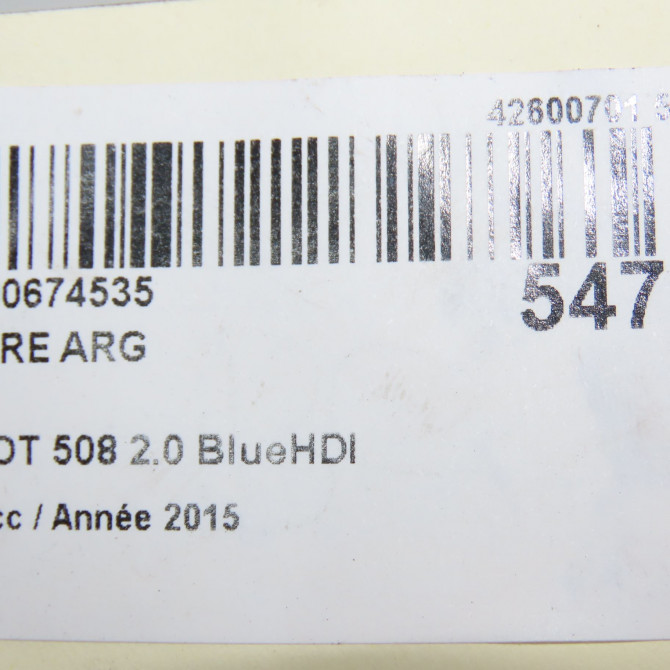 42600701
0674535
547
RE ARG
OT 508 2.0 BlueHDI
cc / Année 2015